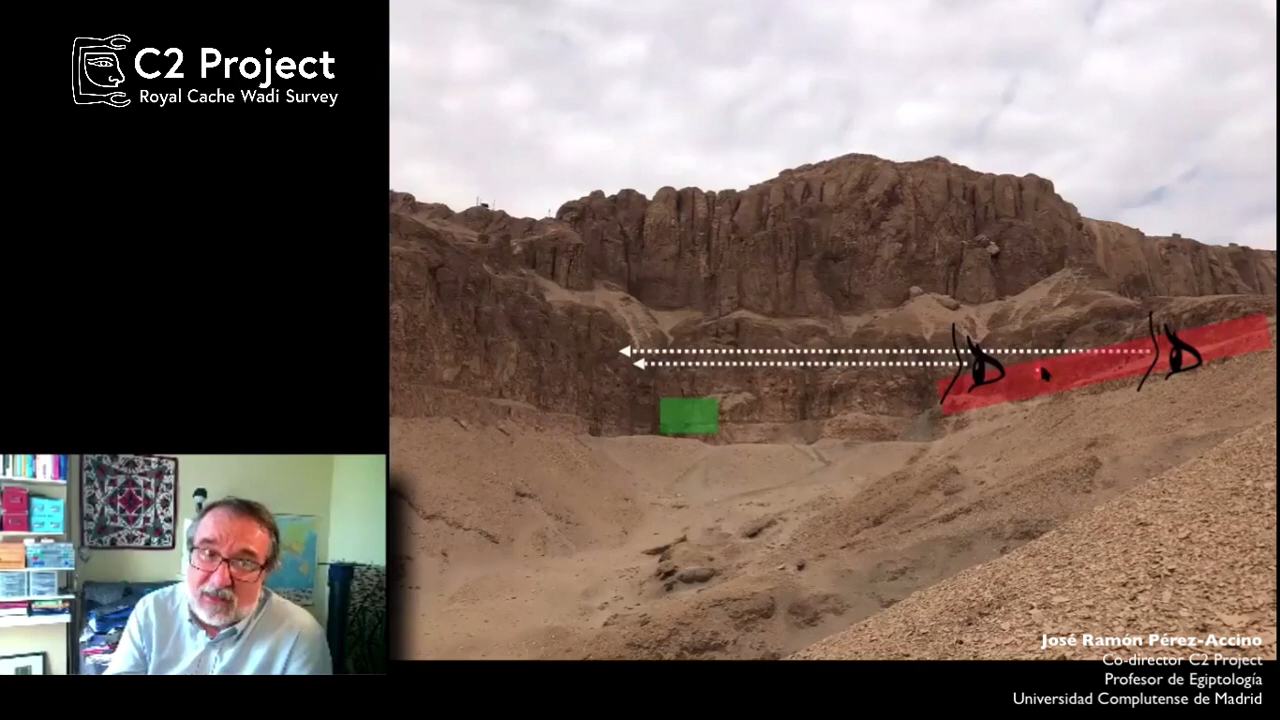 C2 Project
Royal Cache Wadi Survey
José Ramón Pérez-Accino
Co-director C2 Project
Profesor de Egiptología
Universidad Complutense de Madrid